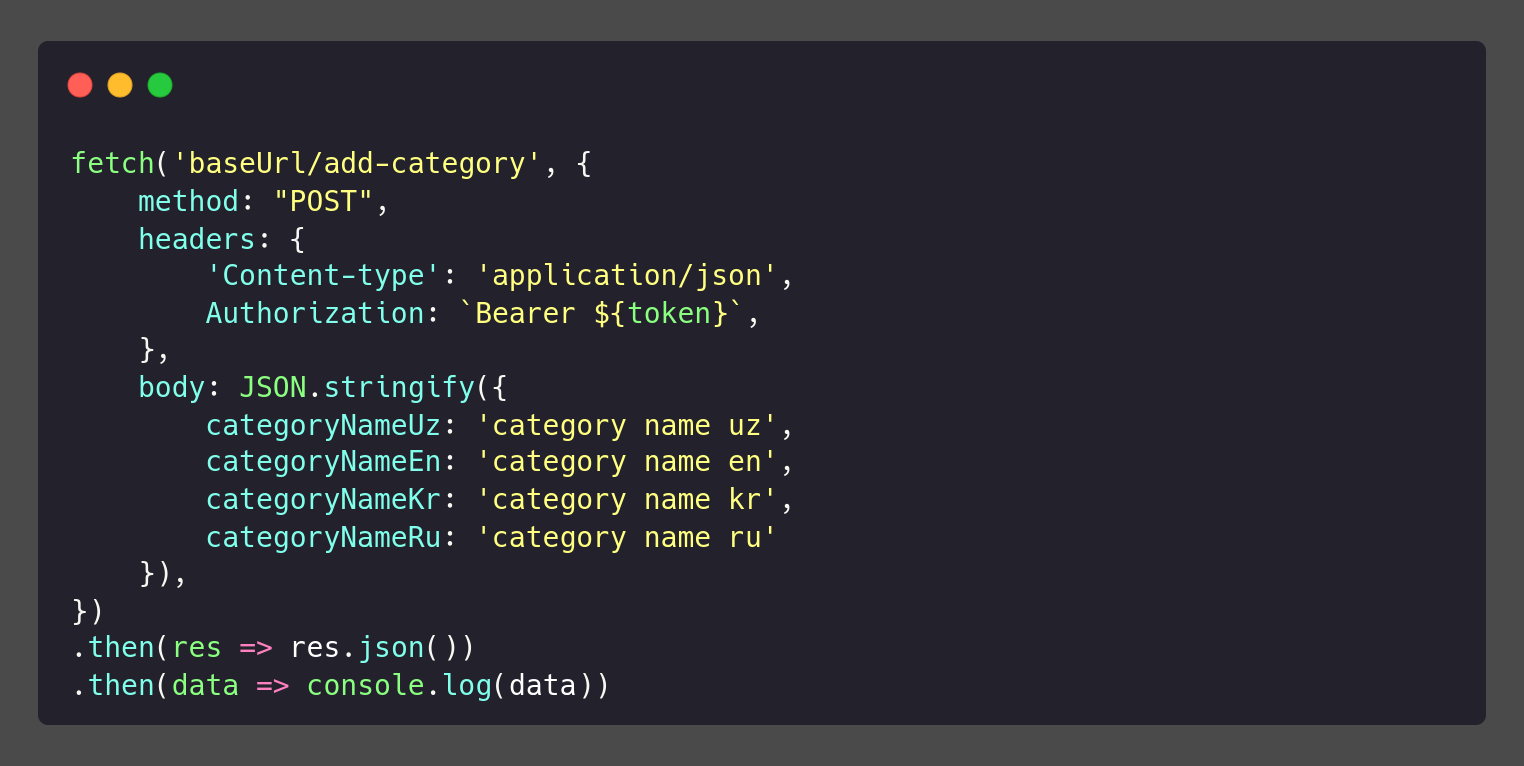 fetch('baseUrl/add-category', {
    method: "POST",
    headers: {
        'Content-type': 'application/json',
        Authorization: `Bearer ${token}`,
    },
    body: JSON.stringify({
        categoryNameUz: 'category name uz',
        categoryNameEn: 'category name en',
        categoryNameKr: 'category name kr',
        categoryNameRu: 'category name ru'
    }),
})
.then(res => res.json())
.then(data => console.log(data))